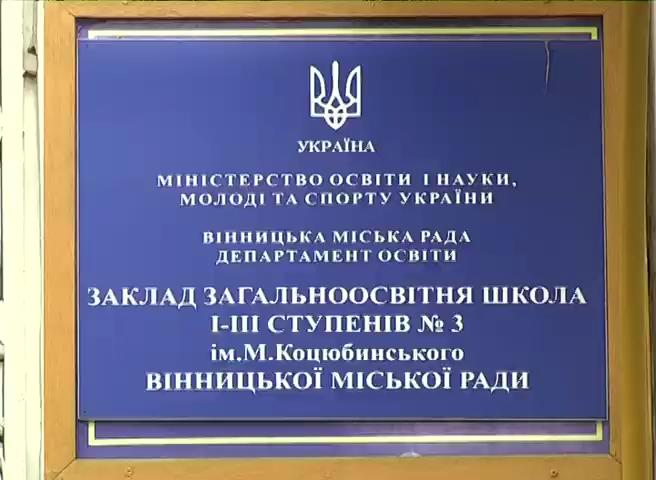 УКРАЇНА
МІНІСТЕРСТВО ОСВІТИ І НАУКИ,
МОЛОДІ ТА СПОРТУ УКРАЇНИ
ВІННИЦЬКА МІСЬКА РАДА
ДЕПАРТАМЕНТ ОСВІТИ
ЗАКЛАД ЗАГАЛЬНООСВІТНЯ ШКОЛА
І-ІІІ СТУПЕНІВ № 3
ім.М.Коцюбинського
ВІННИЦЬКОЇ МІСЬКОЇ РАДИ